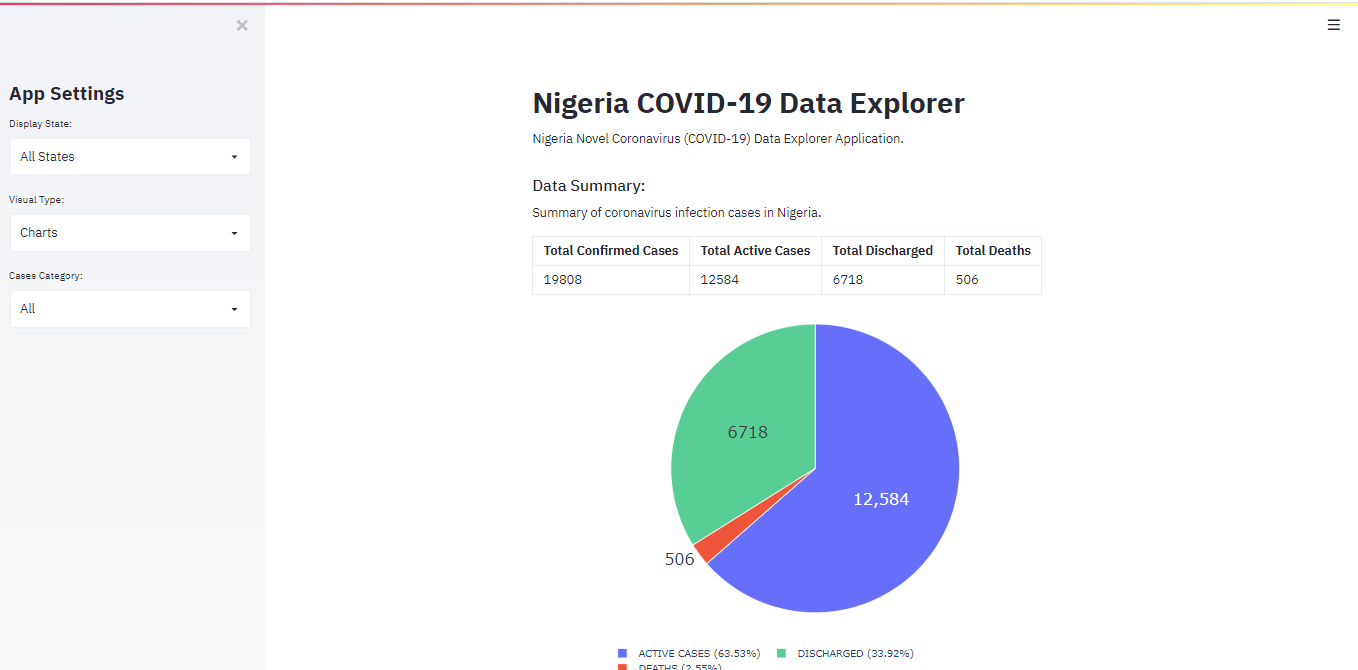 App Settings
Display State:
All States
Visual Type:
Charts
Cases Category:
All
Nigeria COVID-19 Data Explorer
Nigeria Novel Coronavirus (COVID-19) Data Explorer Application.
Data Summary:
Summary of coronavirus infection cases in Nigeria.
Total Confirmed Cases Total Active Cases Total Discharged Total Deaths
19808 12584 6718 506
6718
12,584
506
ACTIVE CASES (63.53%) DISCHARGED (33.92%)
DEATHS (2.55%)